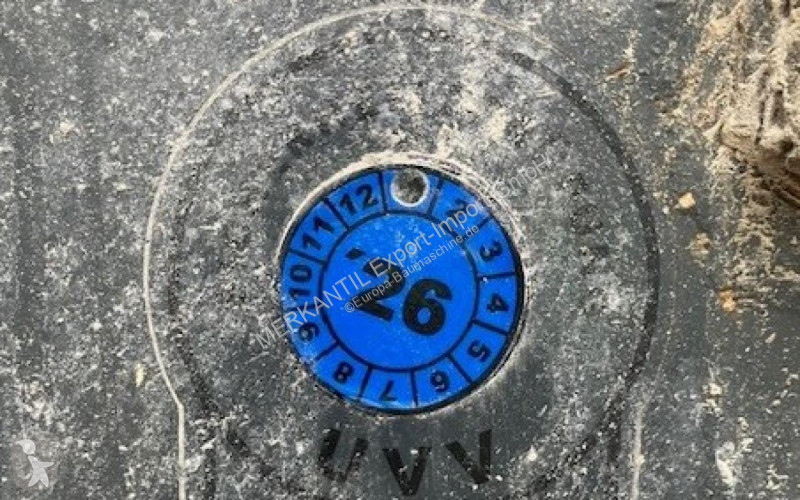 12 2 3 4 5 6 7 8 9 10 11
26
UVV
MERKANTIL Export-Import GmbH
©Europa-Baumaschine.de